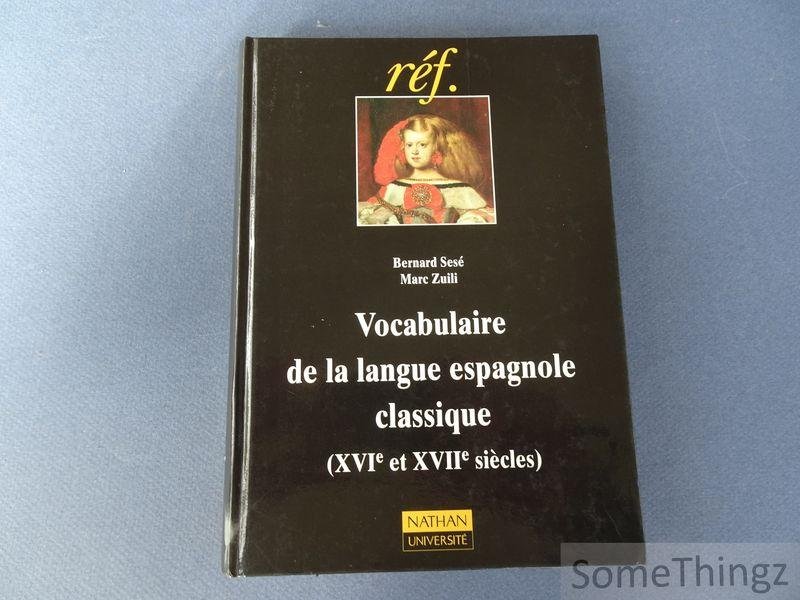 réf.
Bernard Sesé
Marc Zuili
Vocabulaire
de la langue espagnole
classique
(XVIe et XVIIe siècles)
NATHAN
UNIVERSITÉ
SomeThingz